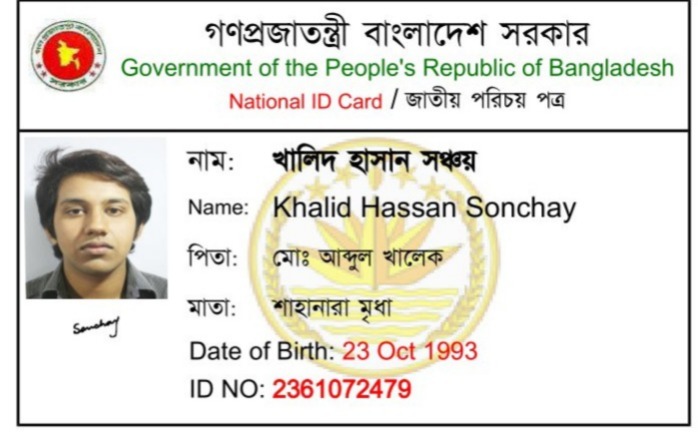 গণপ্রজাতন্ত্রী বাংলাদেশ সরকার
Government of the People's Republic of Bangladesh
National ID Card / জাতীয় পরিচয় পত্র
নাম: খালিদ হাসান সঞ্চয়
Name: Khalid Hassan Sonchay
পিতা: মোঃ আব্দুল খালেক
মাতা: শাহানারা মৃধা
Sonchay
Date of Birth: 23 Oct 1993
ID NO: 2361072479